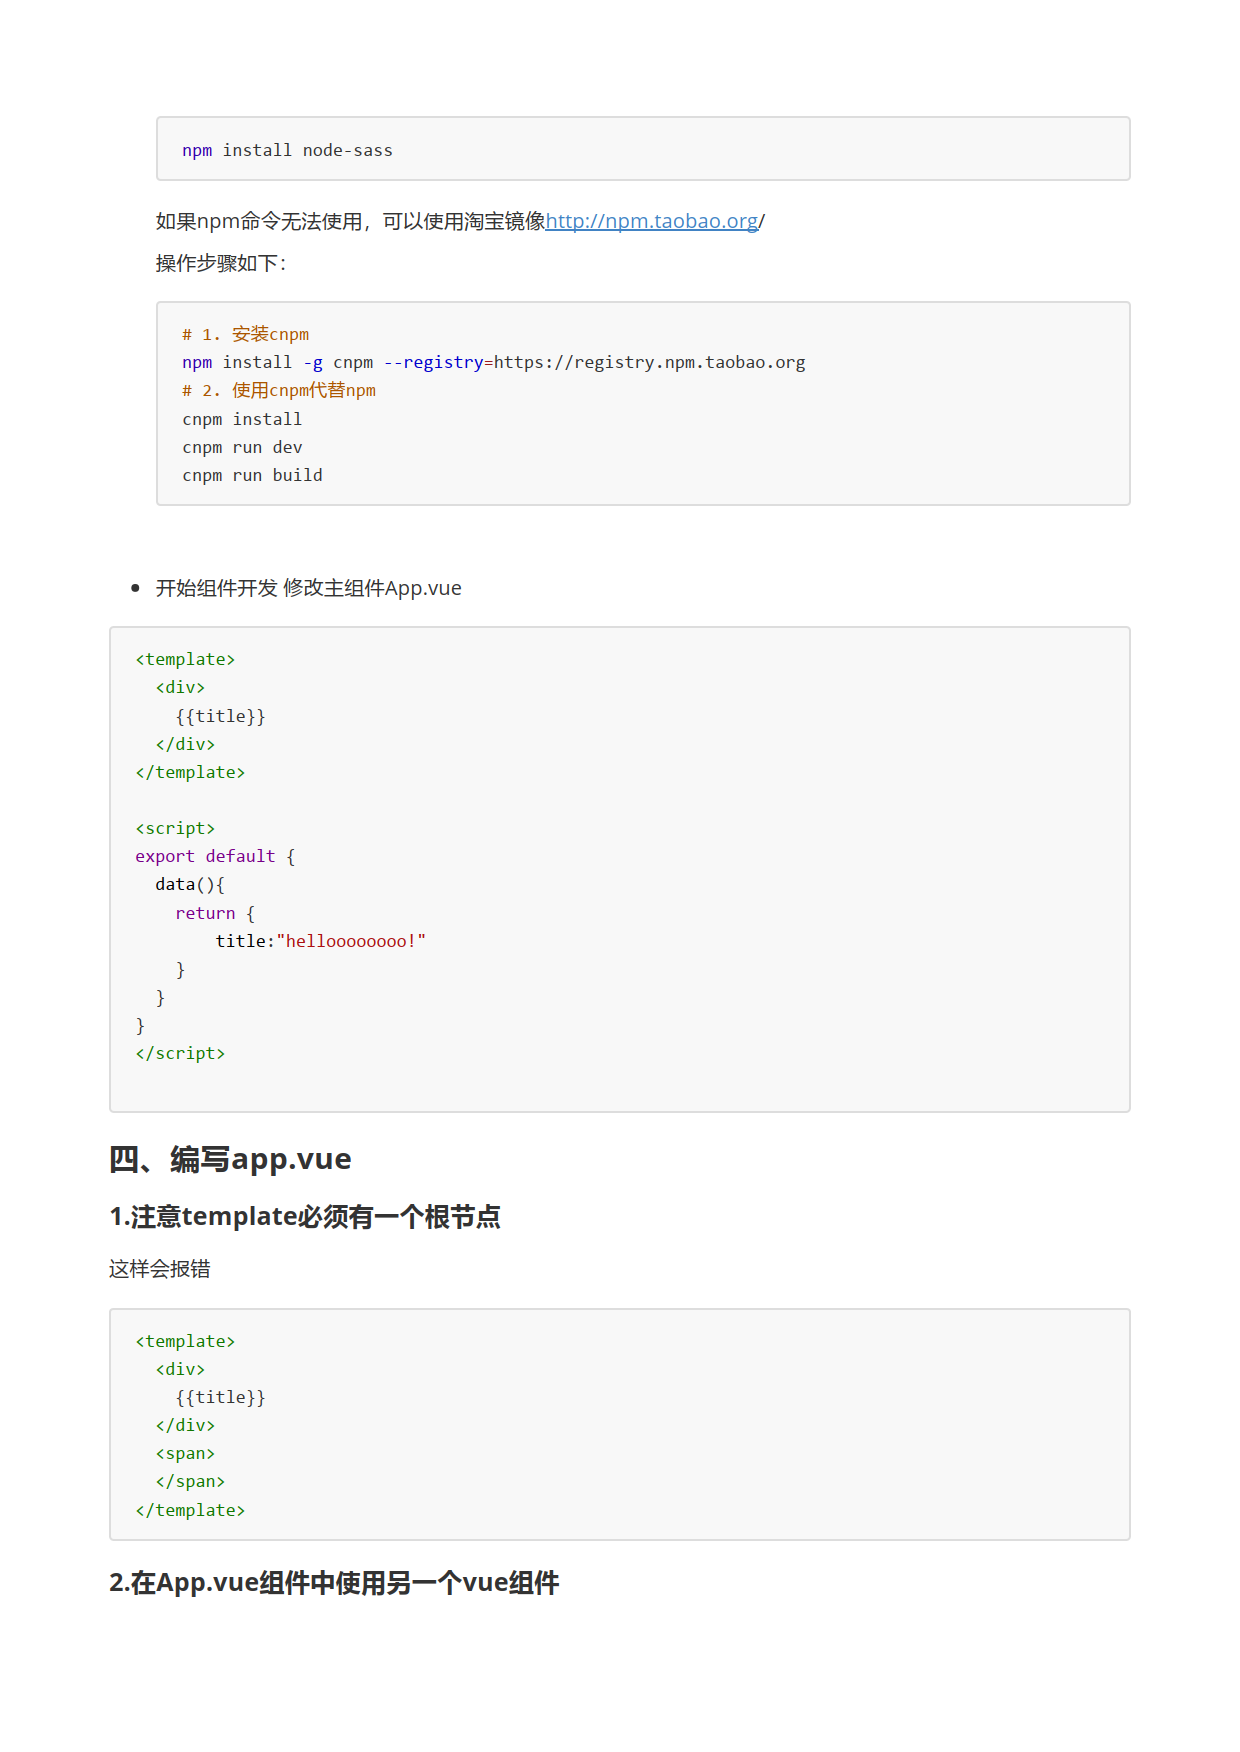 npm install node-sass
如果npm命令无法使用，可以使用淘宝镜像http://npm.taobao.org/
操作步骤如下：
# 1. 安装cnpm
npm install -g cnpm --registry=https://registry.npm.taobao.org
# 2. 使用cnpm代替npm
cnpm install
cnpm run dev
cnpm run build
• 开始组件开发 修改主组件App.vue
<template>
  <div>
    {{title}}
  </div>
</template>
<script>
export default {
  data(){
    return {
        title:"helloooooooo!"
    }
  }
}
</script>
四、编写app.vue
1.注意template必须有一个根节点
这样会报错
<template>
  <div>
    {{title}}
  </div>
  <span>
  </span>
</template>
2.在App.vue组件中使用另一个vue组件